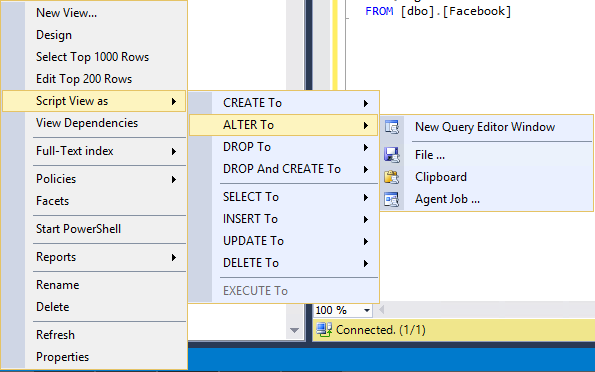 FROM [dbo].[Facebook]
New View...
Design
Select Top 1000 Rows
Edit Top 200 Rows
Script View as
View Dependencies
Full-Text index
Policies
Facets
Start PowerShell
Reports
Rename
Delete
Refresh
Properties
CREATE To
ALTER To
DROP To
DROP And CREATE To
SELECT To
INSERT To
UPDATE To
DELETE To
EXECUTE To
New Query Editor Window
File ...
Clipboard
Agent Job ...
100 %
Connected. (1/1)